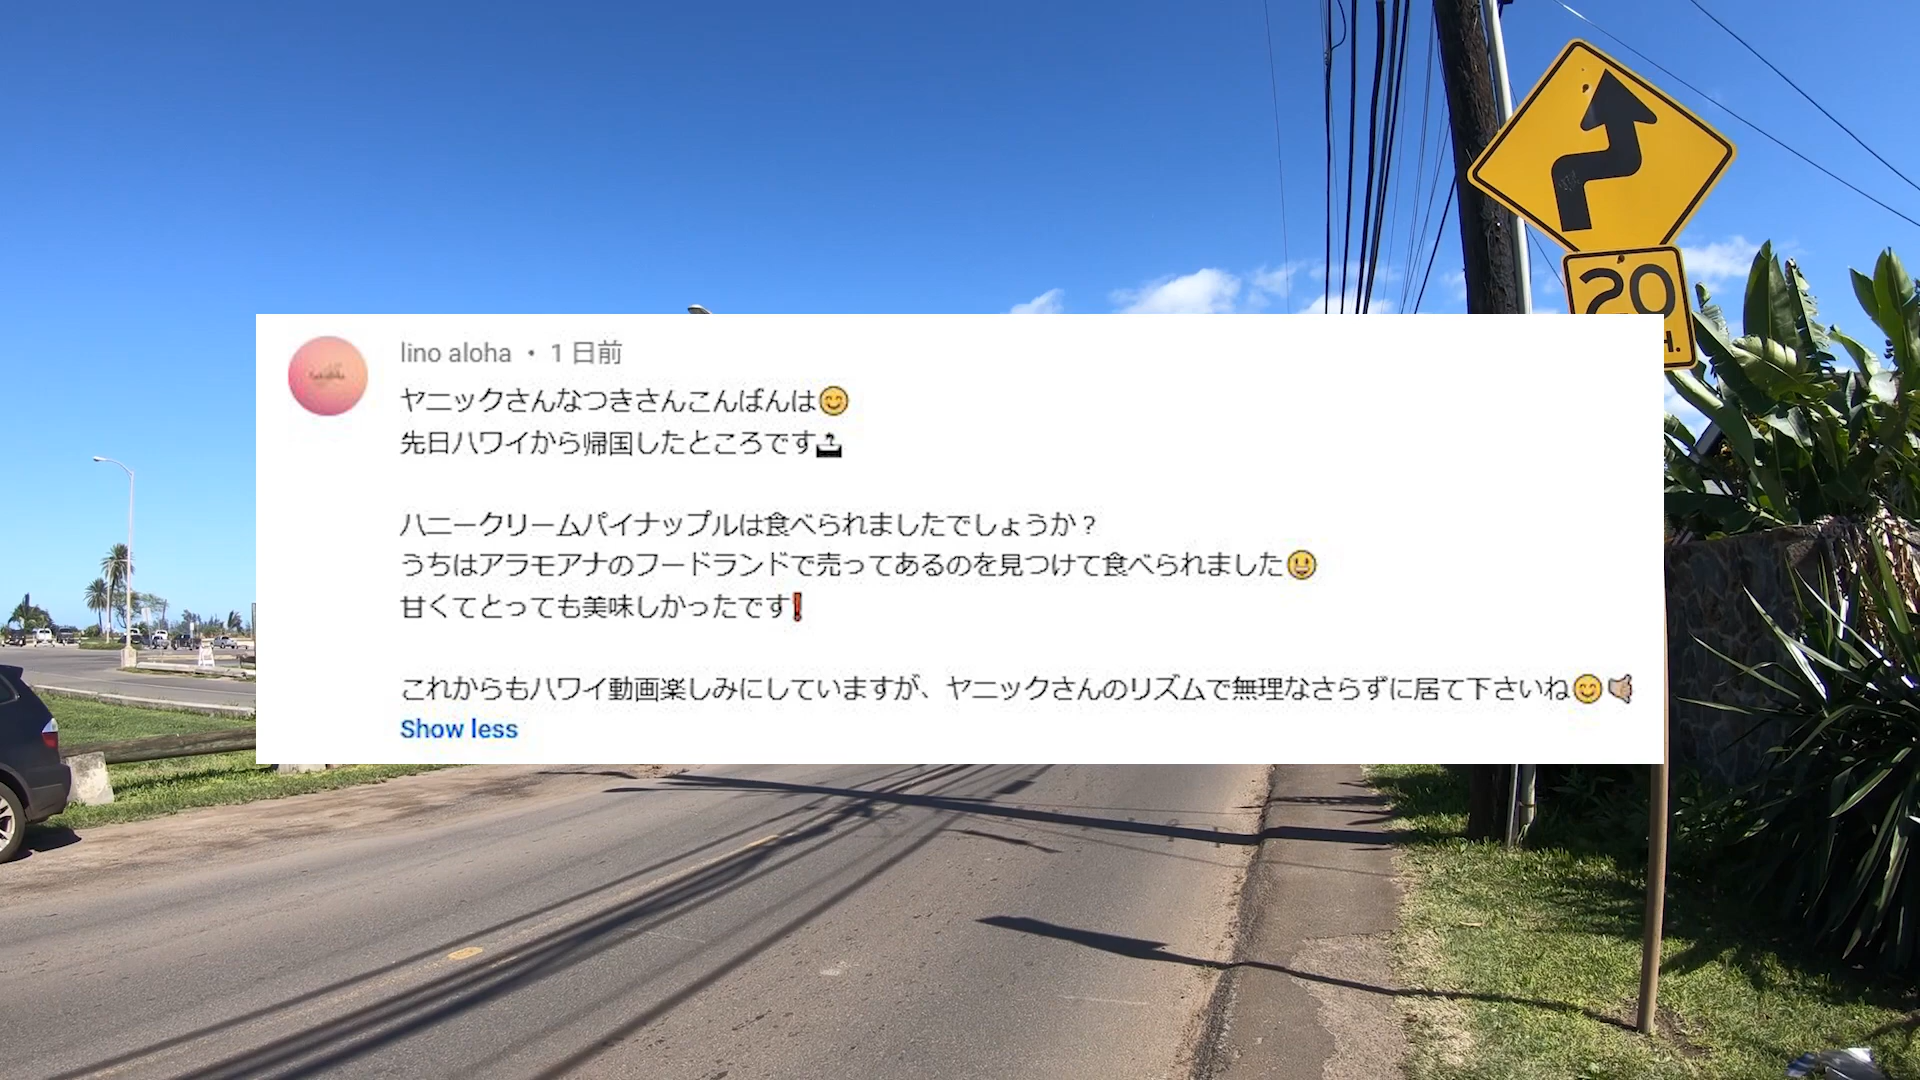 20
H.
lino aloha • 1 日前
ヤニックさんなつきさんこんばんは😊
先日ハワイから帰国したところです
ハニークリームパイナップルは食べられましたでしょうか？
うちはアラモアナのフードランドで売ってあるのを見つけて食べられました😃
甘くてとっても美味しかったです❗
これからもハワイ動画楽しみにしていますが、ヤニックさんのリズムで無理なさらずに居て下さいね😊
Show less